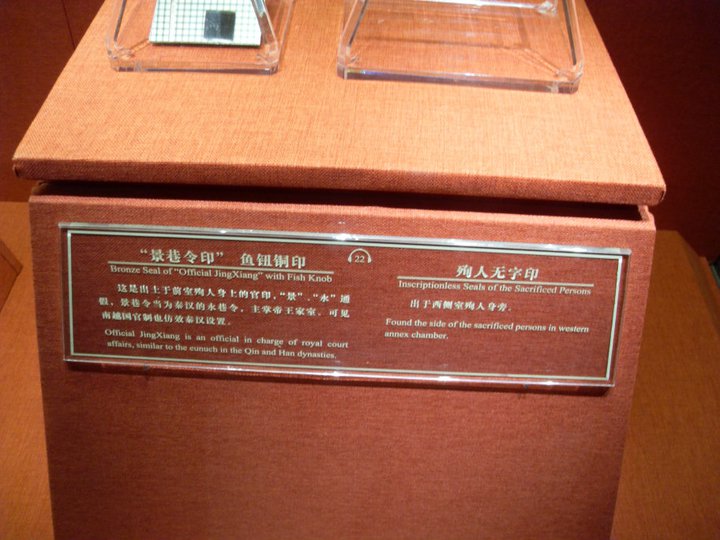 “景巷令印” 鱼钮铜印
Bronze Seal of “Official JingXiang” with Fish Knob
22
这是出土于前室殉人身上的官印,“景”、“永”通
假，景巷令当为秦汉的永巷令，主掌帝王家室。可见
南越国官制也仿效秦汉设置。
Official JingXiang is an official in charge of royal court
affairs, similar to the eunuch in the Qin and Han dynasties.
殉人无字印
Inscriptionless Seals of the Sacrificed Persons
出于西侧室殉人身旁。
Found the side of the sacrificed persons in western
annex chamber.